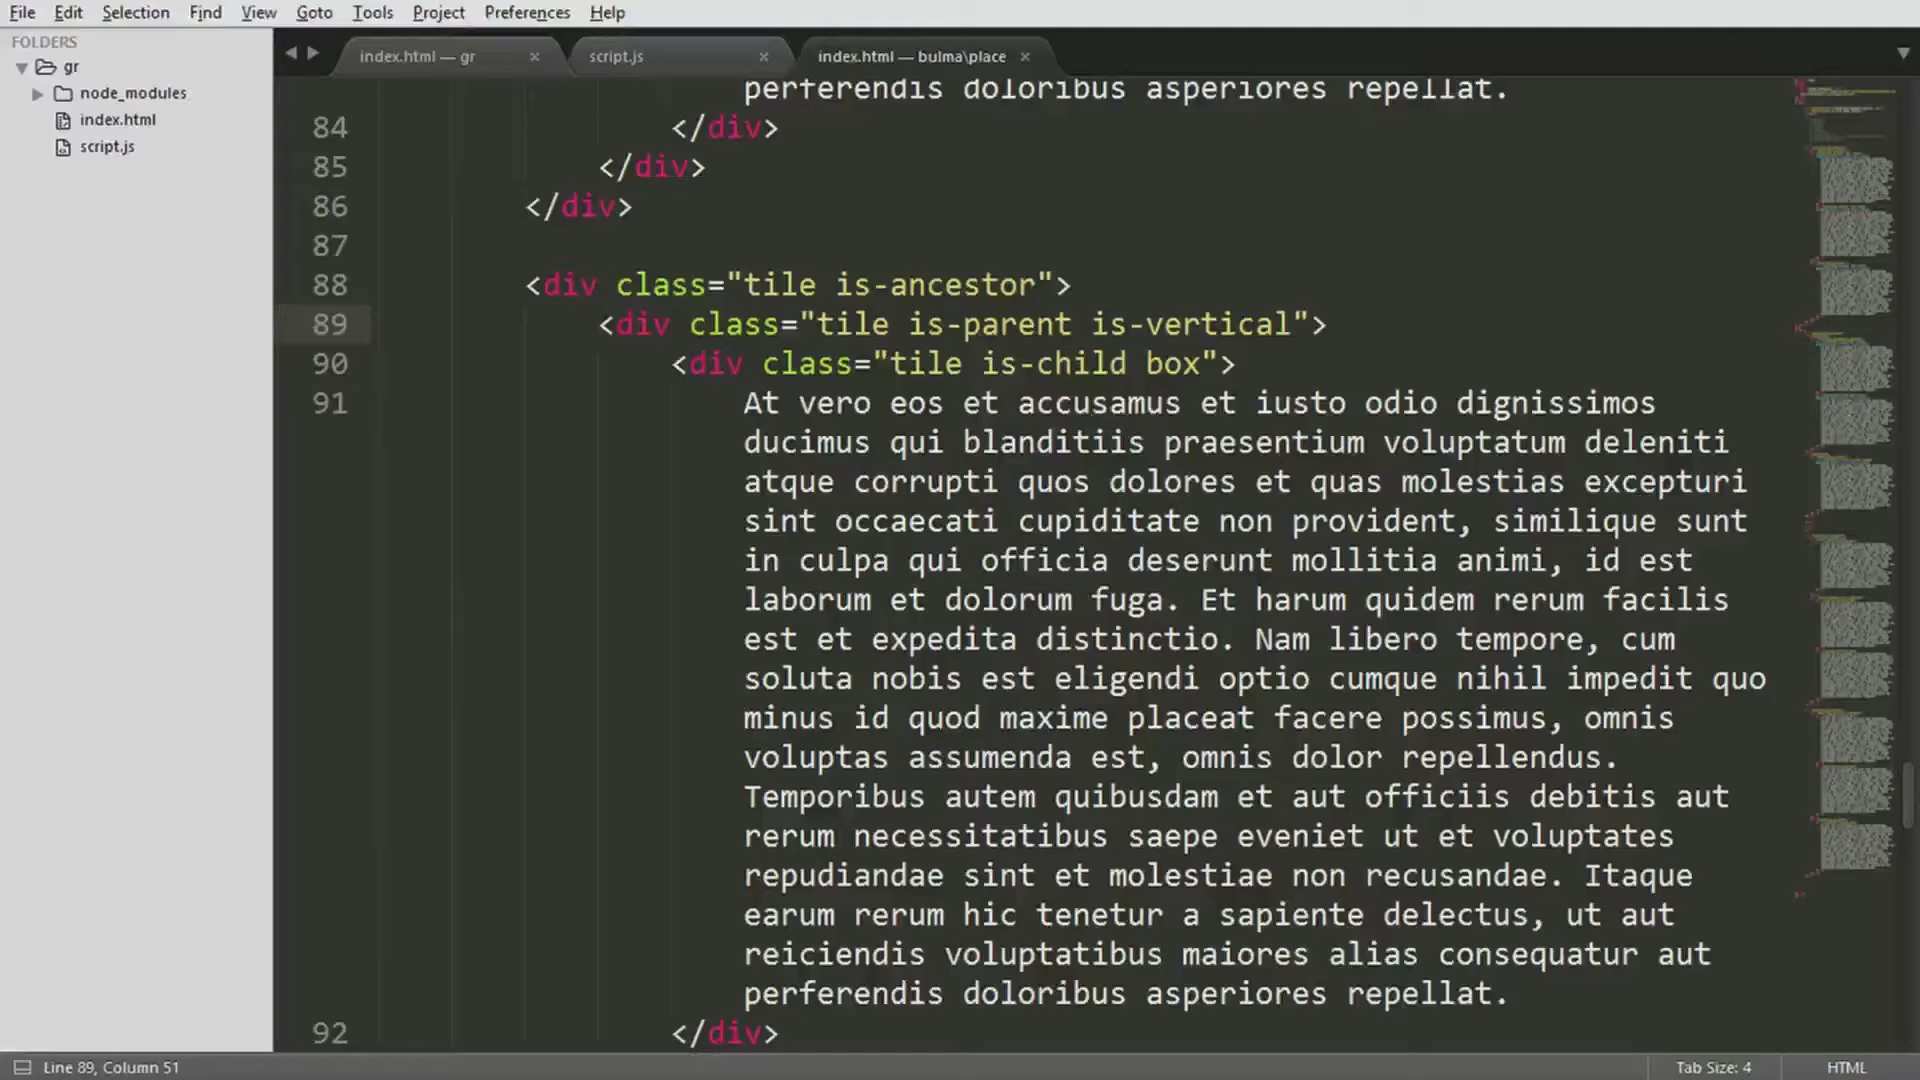 File Edit Selection Find View Goto Tools Project Preferences Help
FOLDERS
gr
node_modules
index.html
script.js
index.html — gr × script.js × index.html — bulma\place ×
perferendis doloribus asperiores repellat.
84 </div>
85 </div>
86 </div>
87
88 <div class="tile is-ancestor">
89 <div class="tile is-parent is-vertical">
90 <div class="tile is-child box">
91 At vero eos et accusamus et iusto odio dignissimos
ducimus qui blanditiis praesentium voluptatum deleniti
atque corrupti quos dolores et quas molestias excepturi
sint occaecati cupiditate non provident, similique sunt
in culpa qui officia deserunt mollitia animi, id est
laborum et dolorum fuga. Et harum quidem rerum facilis
est et expedita distinctio. Nam libero tempore, cum
soluta nobis est eligendi optio cumque nihil impedit quo
minus id quod maxime placeat facere possimus, omnis
voluptas assumenda est, omnis dolor repellendus.
Temporibus autem quibusdam et aut officiis debitis aut
rerum necessitatibus saepe eveniet ut et voluptates
repudiandae sint et molestiae non recusandae. Itaque
earum rerum hic tenetur a sapiente delectus, ut aut
reiciendis voluptatibus maiores alias consequatur aut
perferendis doloribus asperiores repellat.
92 </div>
Line 89, Column 51 Tab Size: 4 HTML